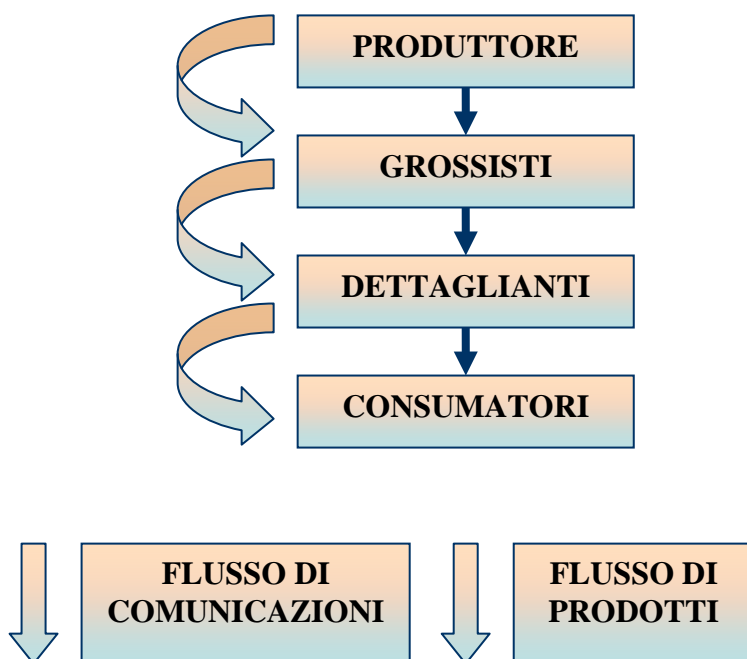 PRODUTTORE
GROSSISTI
DETTAGLIANTI
CONSUMATORI
FLUSSO DI
COMUNICAZIONI
FLUSSO DI
PRODOTTI